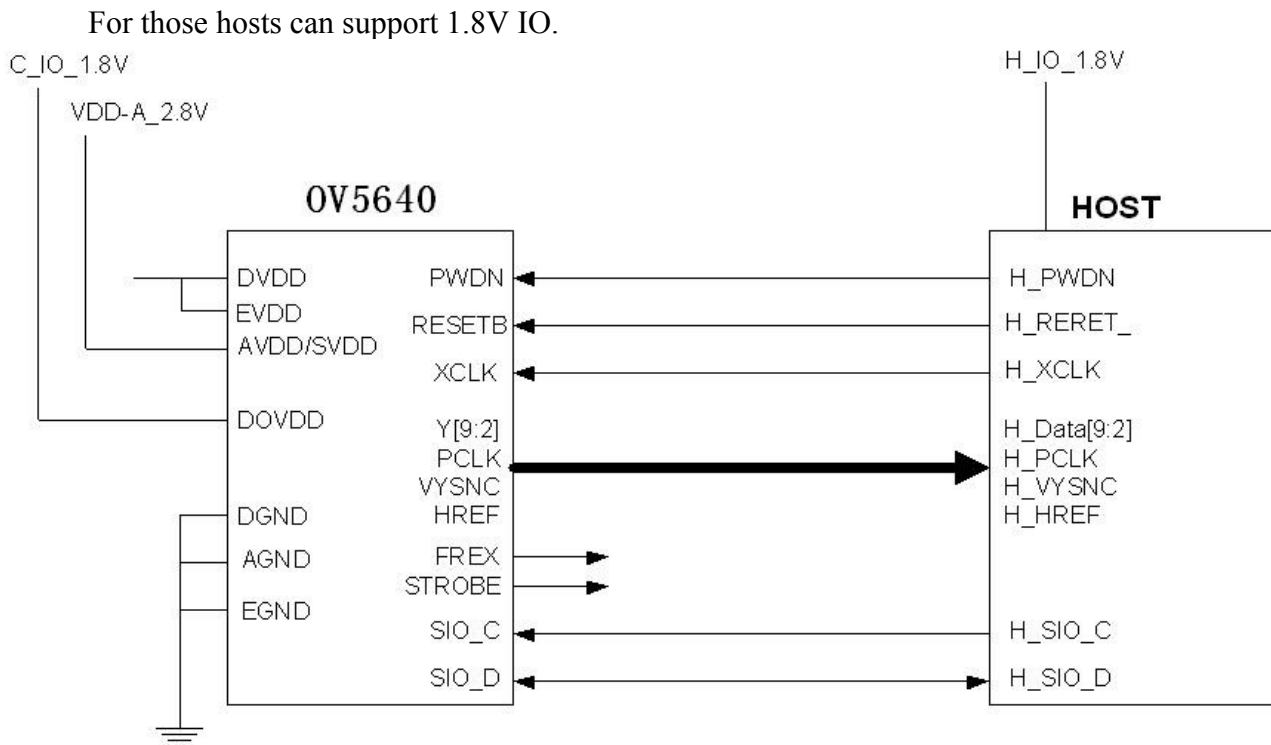 For those hosts can support 1.8V IO.
C_IO_1.8V
H_IO_1.8V
VDD-A_2.8V
OV5640
HOST
DVDD
PWDN
H_PWDN
EVDD
RESETB
H_RERET_
AVDD/SVDD
XCLK
H_XCLK
DOVDD
Y[9:2]
H_Data[9:2]
PCLK
H_PCLK
VYSNC
H_VYSNC
DGND
HREF
H_HREF
AGND
FREX
STROBE
EGND
SIO_C
H_SIO_C
SIO_D
H_SIO_D